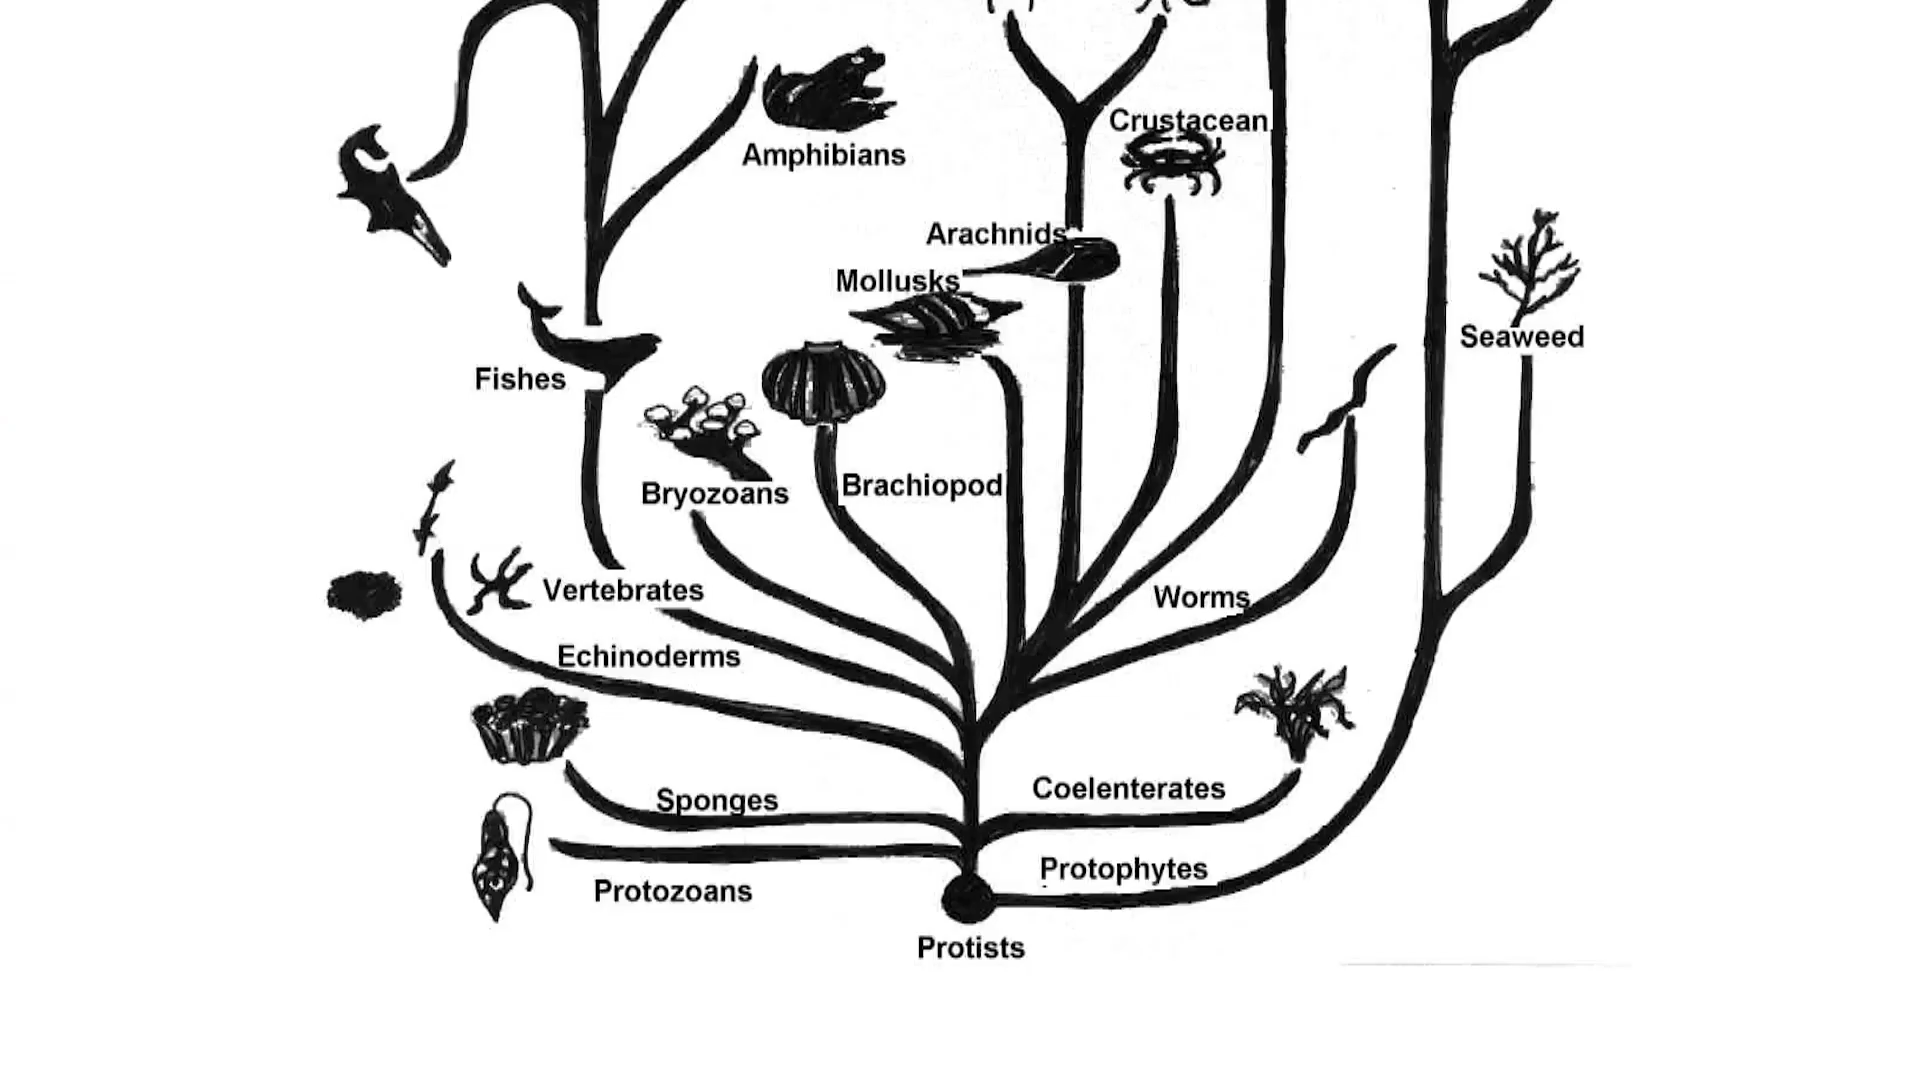 Crustacean
Amphibians
Arachnids
Mollusks
Seaweed
Fishes
Brachiopod
Bryozoans
Vertebrates
Worms
Echinoderms
Coelenterates
Sponges
Protophytes
Protozoans
Protists